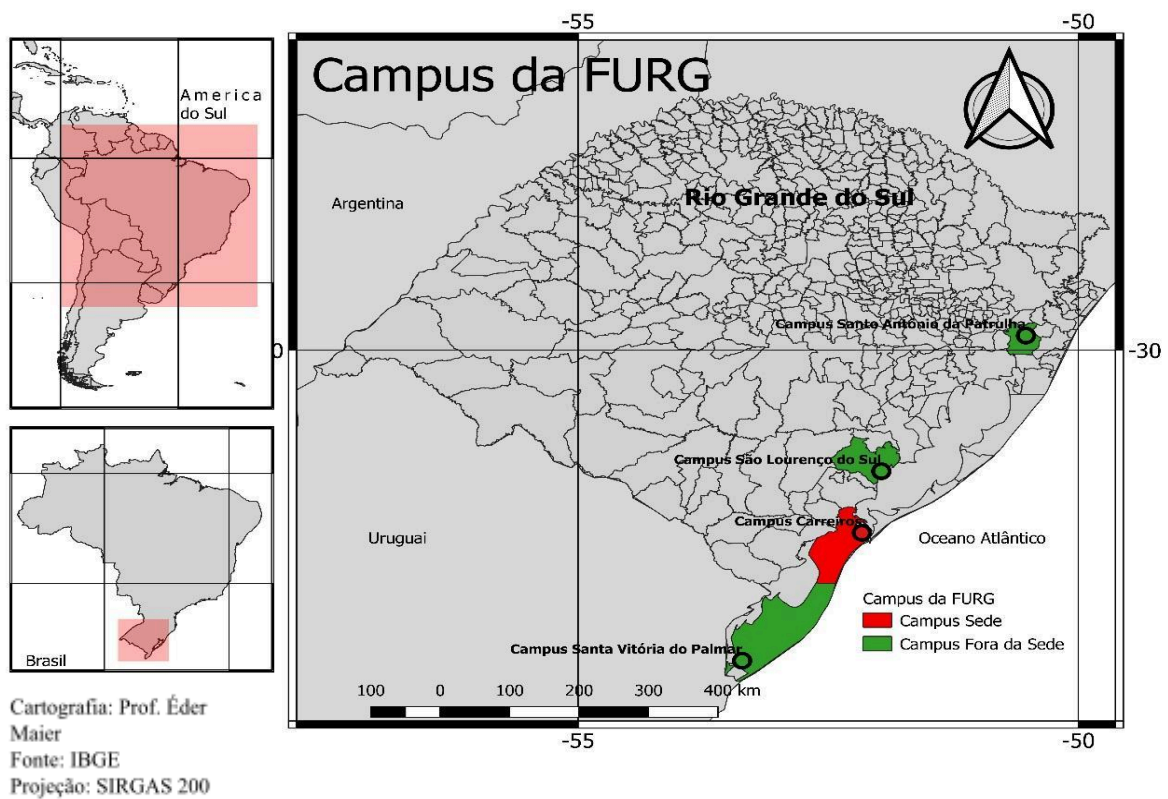 America
do Sul
Brasil
Cartografia: Prof. Éder
Maier
Fonte: IBGE
Projeção: SIRGAS 200
-55
-50
Campus da FURG
Rio Grande do Sul
Argentina
Campus Santo Antônio da Patrulha
0
-30
Campus São Lourenço do Sul
Campus Carreiros
Uruguai
Oceano Atlântico
Campus da FURG
Campus Sede
Campus Fora da Sede
Campus Santa Vitória do Palmar
100 0 100 200 300 400 km
-55
-50